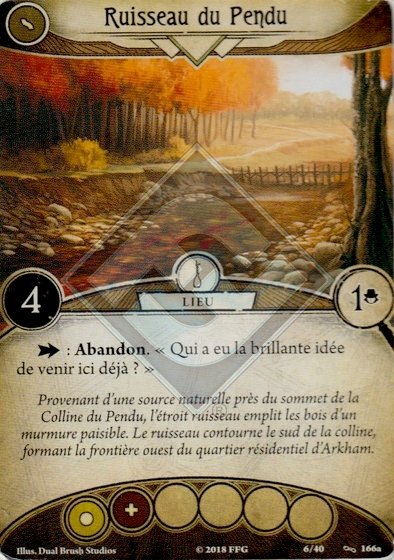 Ruisseau du Pendu
4
LIEU
1
: Abandon. « Qui a eu la brillante idée
de venir ici déjà ? »
Provenant d'une source naturelle près du sommet de la
Colline du Pendu, l'étroit ruisseau emplit les bois d'un
murmure paisible. Le ruisseau contourne le sud de la colline,
formant la frontière ouest du quartier résidentiel d'Arkham.
®
Illus. Dual Brush Studios © 2018 FFG 6/40 166a